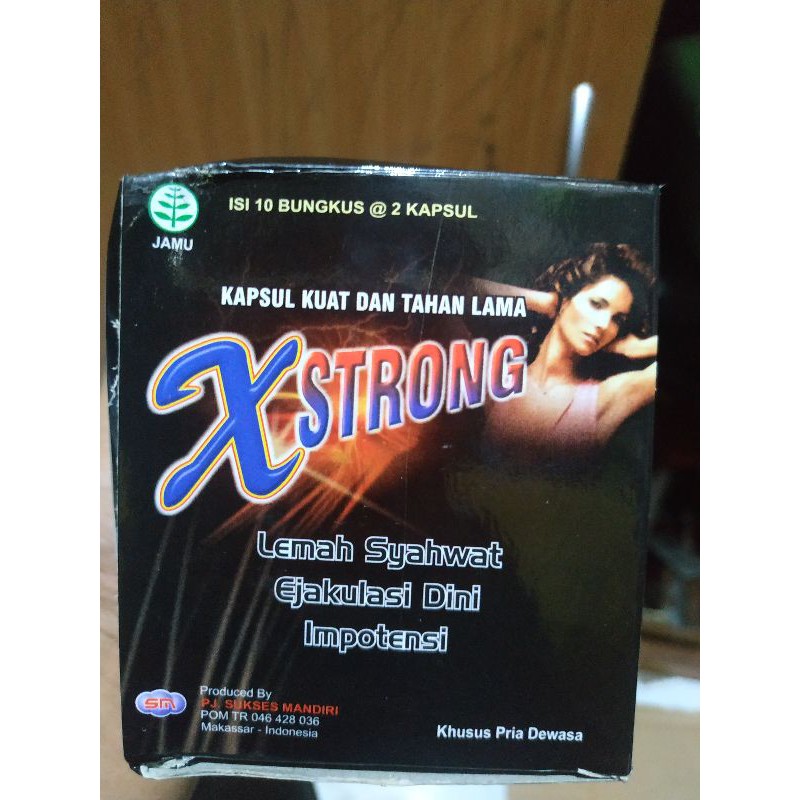 ISI 10 BUNGKUS @ 2 KAPSUL
JAMU
KAPSUL KUAT DAN TAHAN LAMA
XSTRONG
Lemah Syahwat
Ejakulasi Dini
Impotensi
SM
Produced By
PJ. SUKSES MANDIRI
POM TR 046 428 036
Makassar - Indonesia
Khusus Pria Dewasa